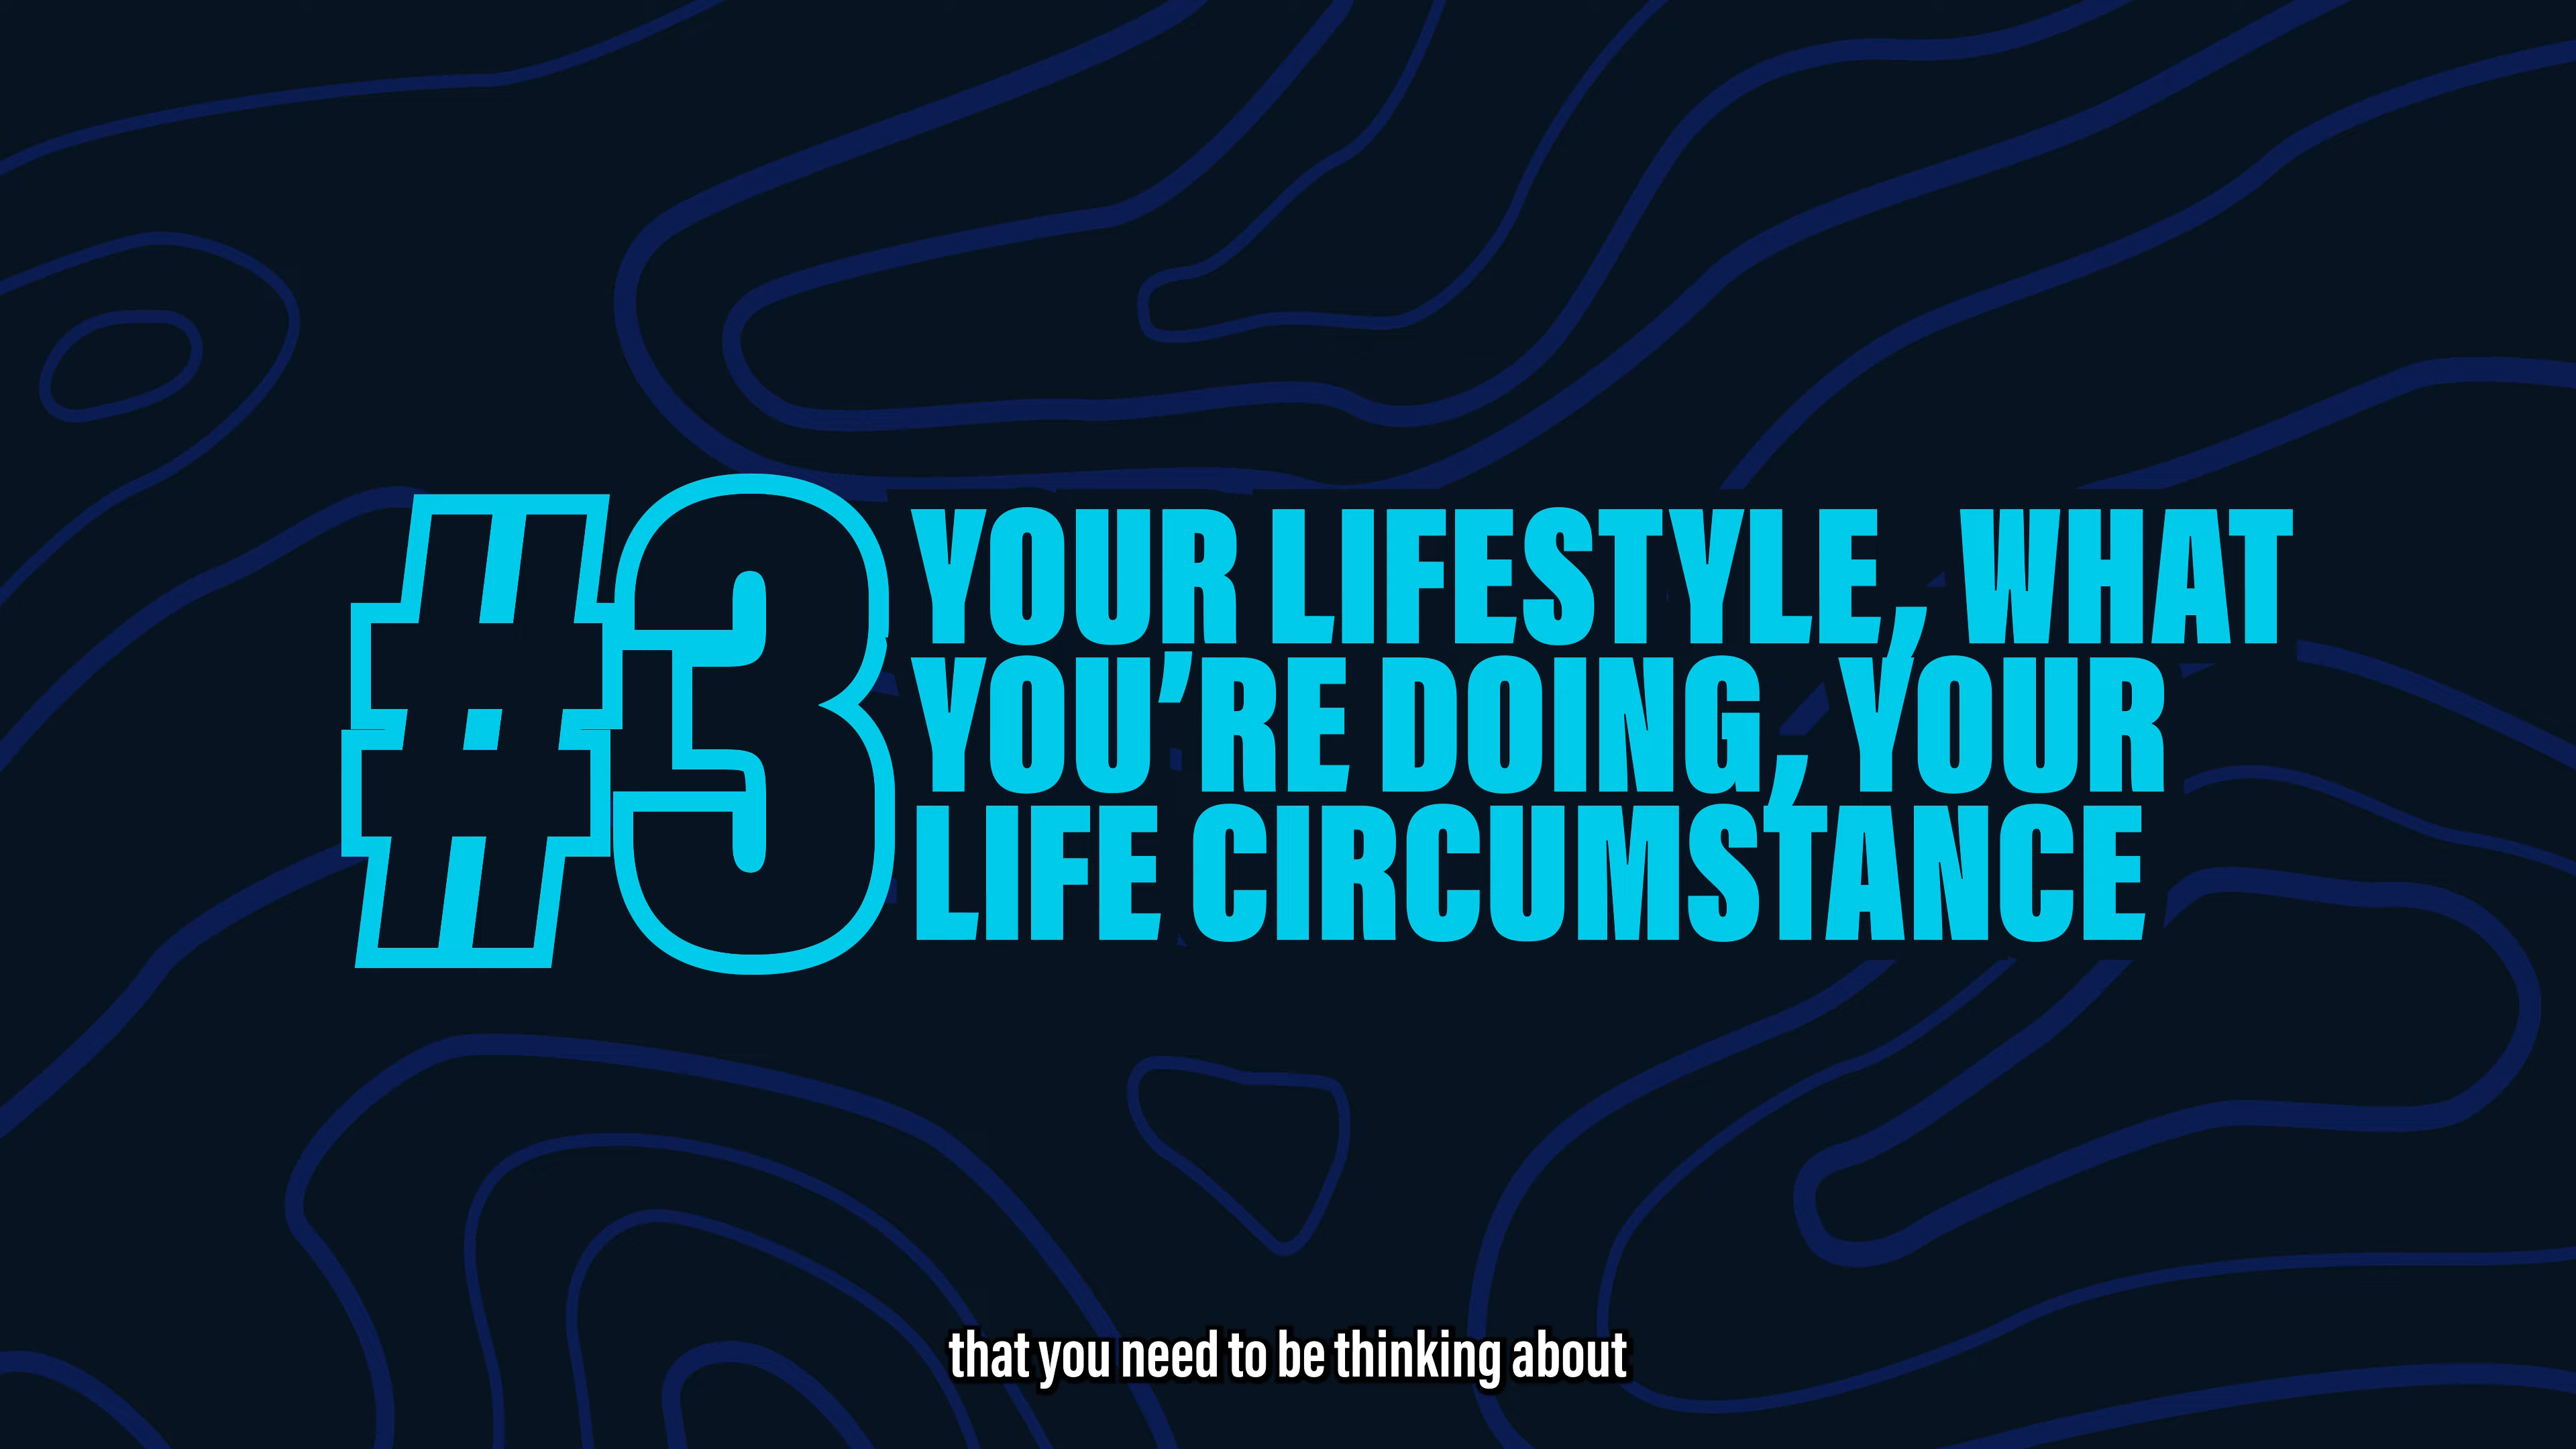 #3
YOUR LIFESTYLE, WHAT
YOU'RE DOING, YOUR
LIFE CIRCUMSTANCE
that you need to be thinking about